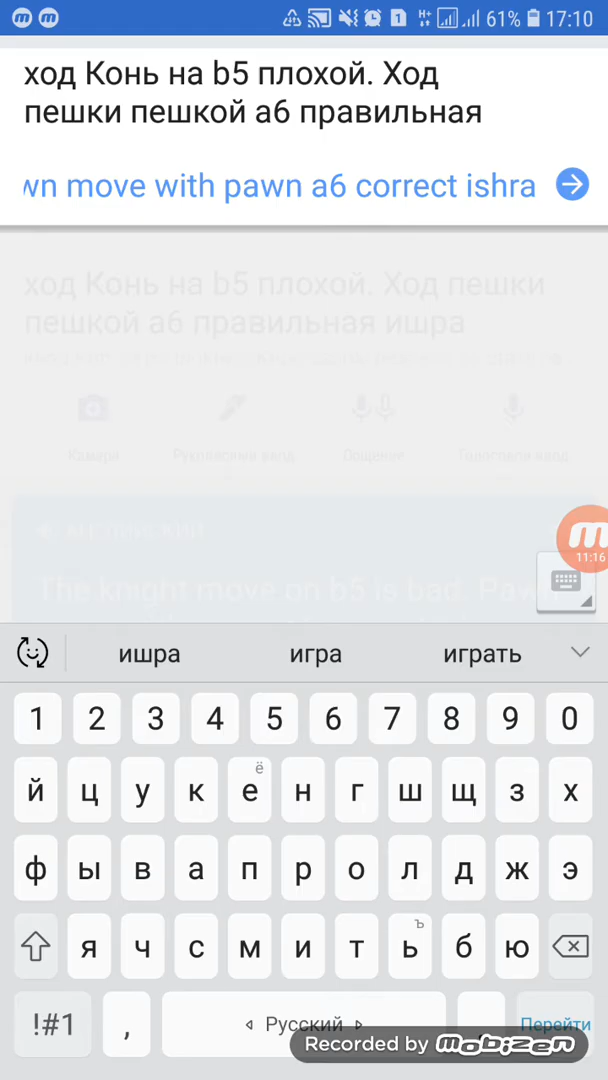 61% 17:10
ход Конь на b5 плохой. Ход
пешки пешкой a6 правильная
wn move with pawn a6 correct ishra
ход Конь на b5 плохой. Ход пешки
пешкой a6 правильная ишра
Камера Рукописный ввод Общение Голосовой ввод
АНГЛИЙСКИЙ
The knight move on b5 is bad. Paw
11:16
ишра игра играть
1 2 3 4 5 6 7 8 9 0
й ц у к е ё н г ш щ з х
ф ы в а п р о л д ж э
я ч с м и т ь ъ б ю
!#1 , Русский Перейти
Recorded by mobizen